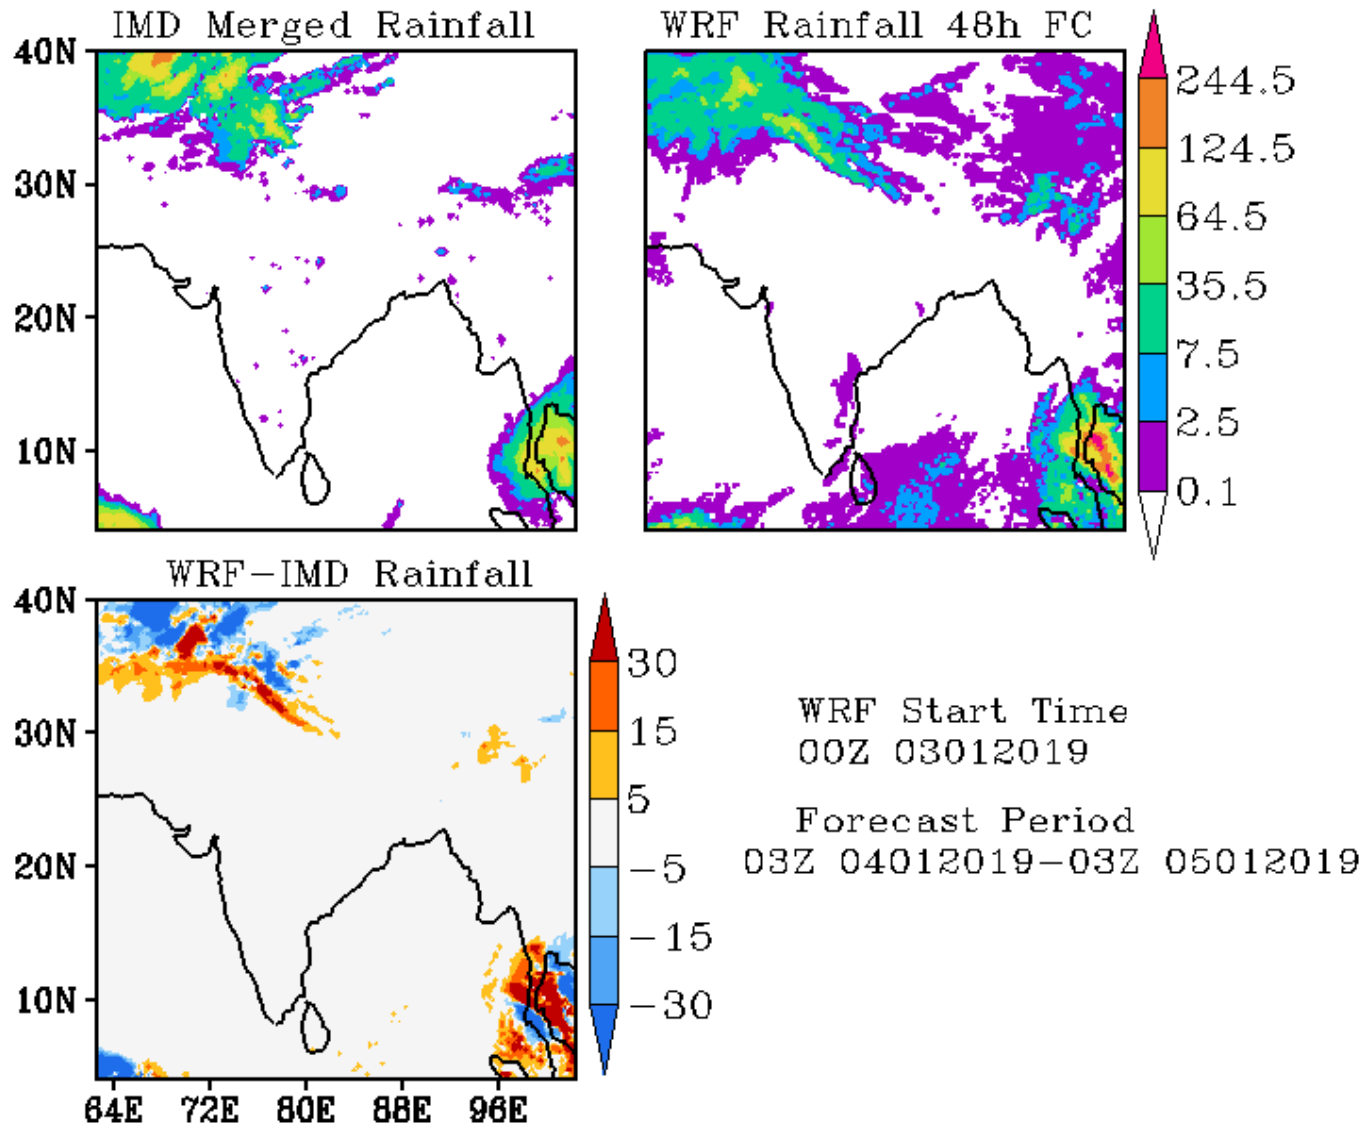 IMD Merged Rainfall
WRF Rainfall 48h FC
40N
30N
20N
10N
244.5
124.5
64.5
35.5
7.5
2.5
0.1
WRF-IMD Rainfall
40N
30N
20N
10N
64E 72E 80E 88E 96E
30
15
5
-5
-15
-30
WRF Start Time
00Z 03012019
Forecast Period
03Z 04012019-03Z 05012019